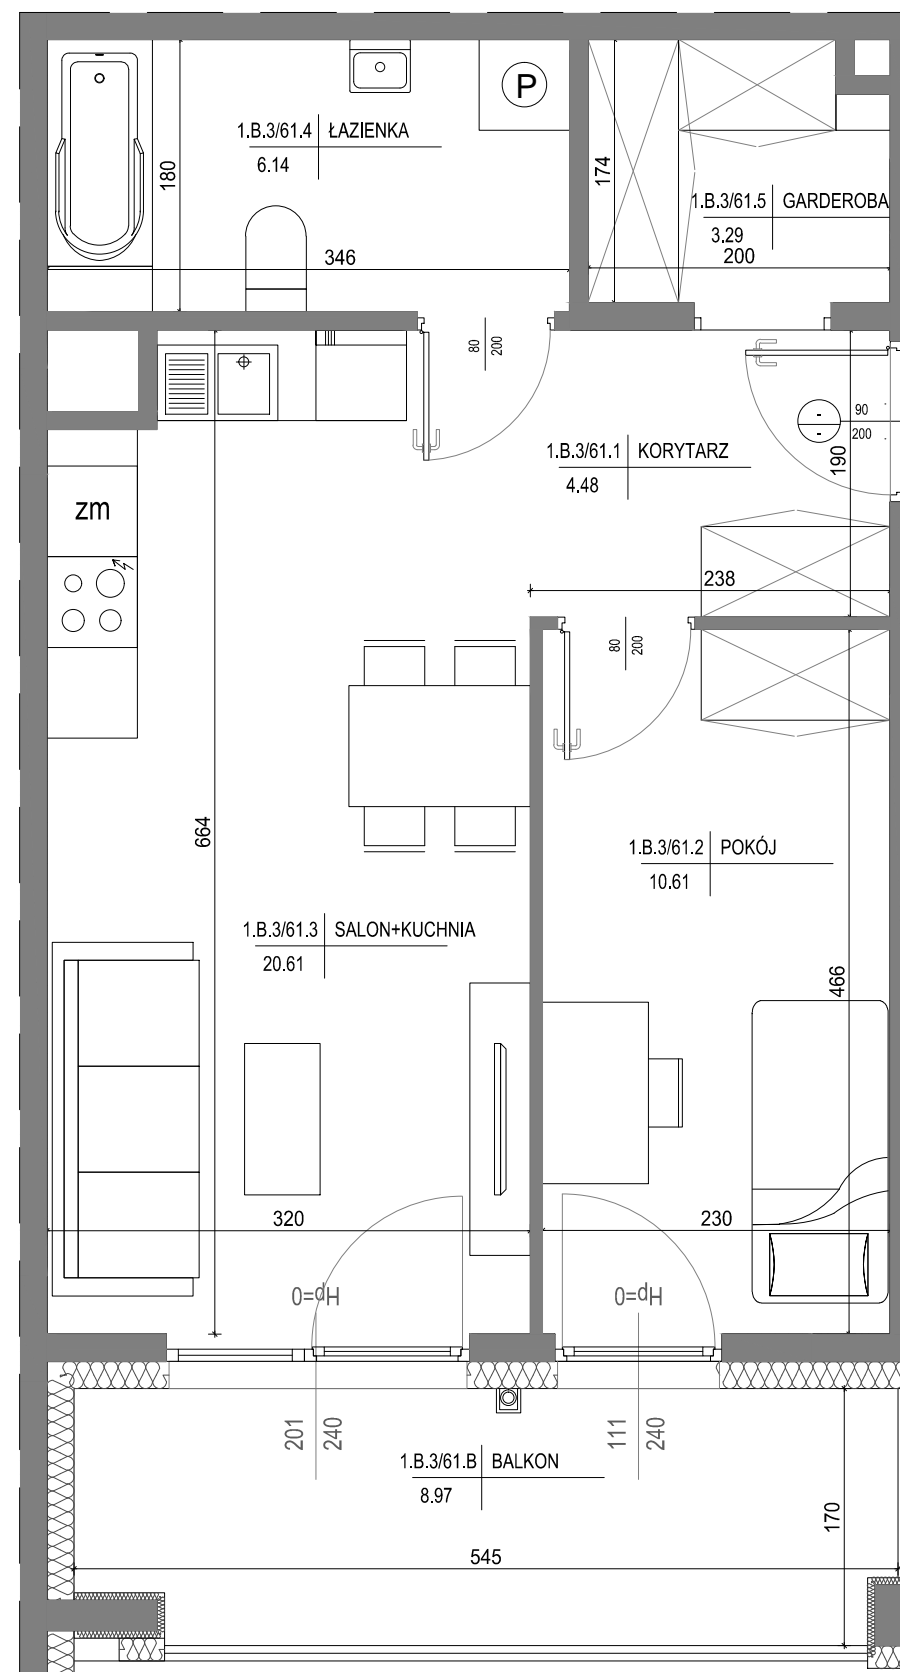 P
1.B.3/61.4 ŁAZIENKA
6.14
180
346
174
1.B.3/61.5 GARDEROBA
3.29
200
80
200
90
200
190
1.B.3/61.1 KORYTARZ
4.48
zm
238
80
200
664
1.B.3/61.2 POKÓJ
10.61
1.B.3/61.3 SALON+KUCHNIA
20.61
466
320
230
Hp=0
Hp=0
201
240
111
240
1.B.3/61.B BALKON
8.97
170
545